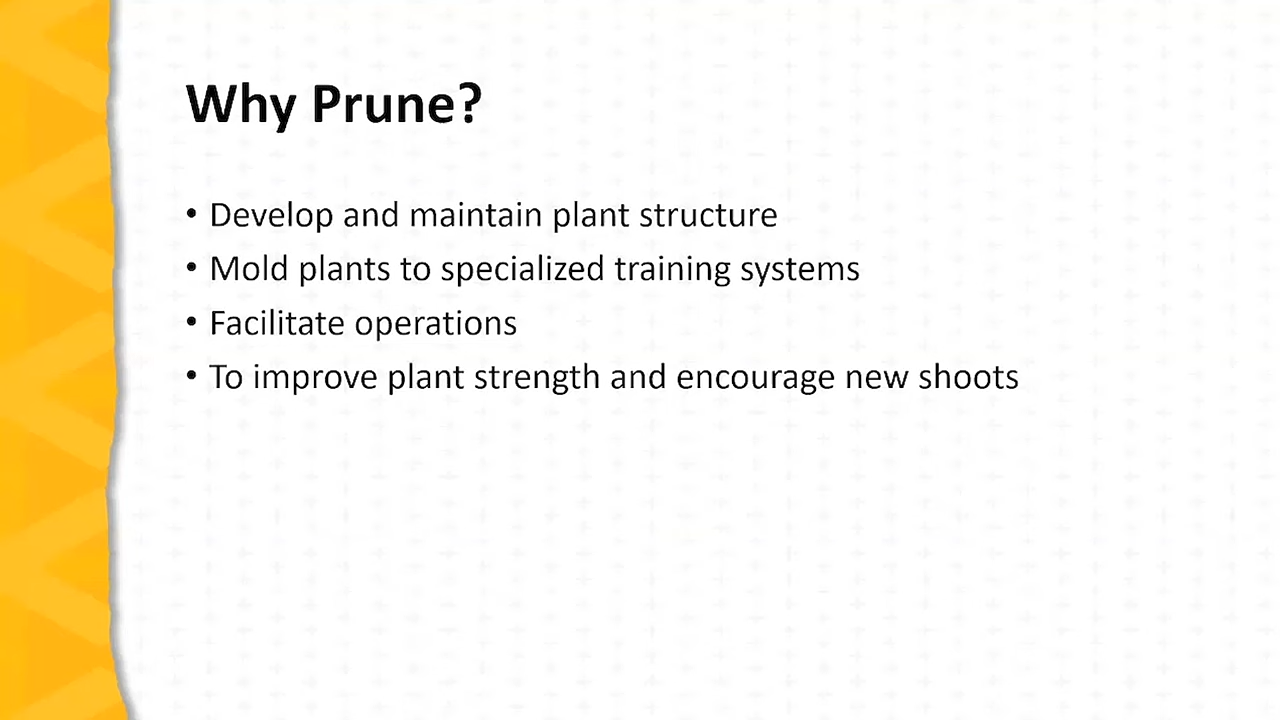 Why Prune?
• Develop and maintain plant structure
• Mold plants to specialized training systems
• Facilitate operations
• To improve plant strength and encourage new shoots